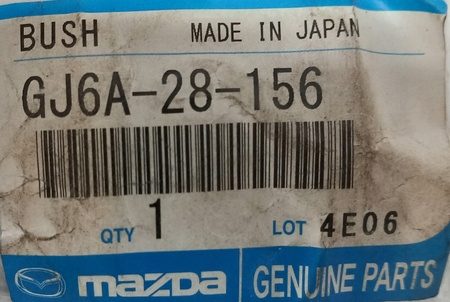 BUSH MADE IN JAPAN
GJ6A-28-156
QTY 1 LOT 4E06
mazda GENUINE PARTS